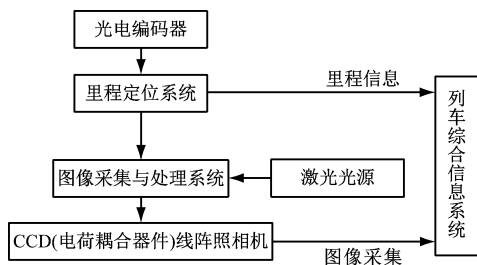 光电编码器
里程定位系统
里程信息
图像采集与处理系统
激光光源
CCD(电荷耦合器件)线阵照相机
图像采集
列车综合信息系统